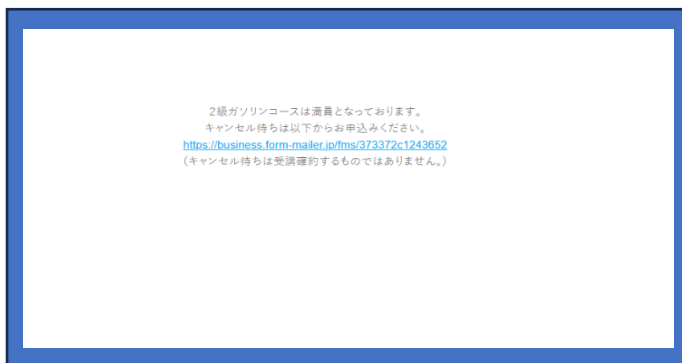 2級ガソリンコースは満員となっております。
キャンセル待ちは以下からお申込みください。
https://business.form-mailer.jp/fms/373372c1243652
(キャンセル待ちは受講確約するものではありません。)